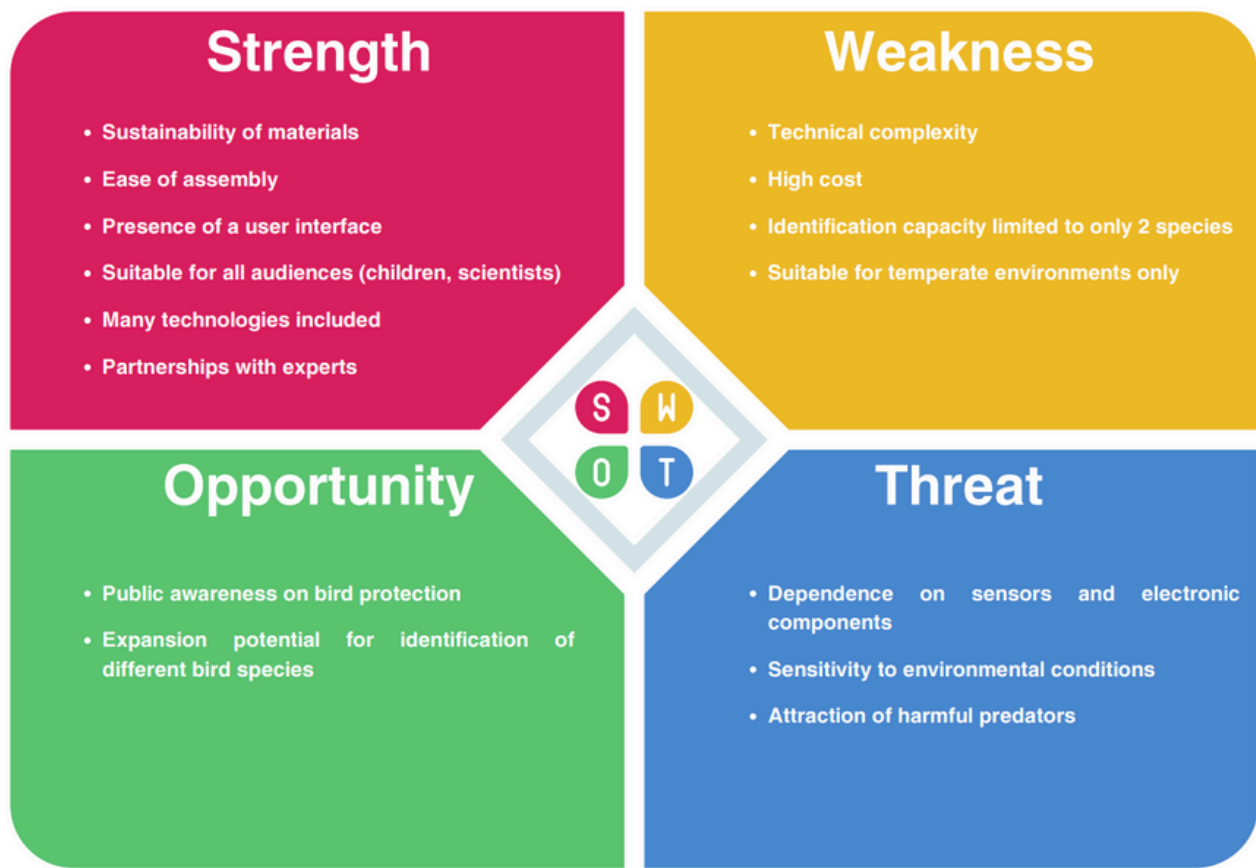 Strength
• Sustainability of materials
• Ease of assembly
• Presence of a user interface
• Suitable for all audiences (children, scientists)
• Many technologies included
• Partnerships with experts
Weakness
• Technical complexity
• High cost
• Identification capacity limited to only 2 species
• Suitable for temperate environments only
S W
O T
Opportunity
• Public awareness on bird protection
• Expansion potential for identification of
different bird species
Threat
• Dependence on sensors and electronic
components
• Sensitivity to environmental conditions
• Attraction of harmful predators